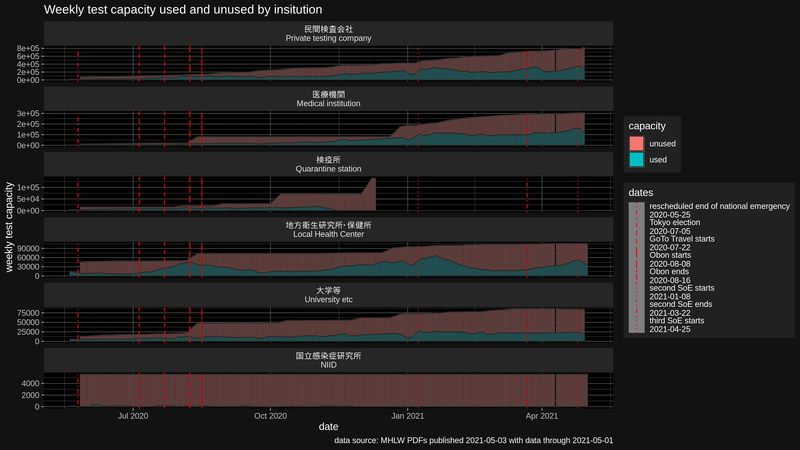 Weekly test capacity used and unused by insitution
民間検査会社
Private testing company
8e+05
6e+05
4e+05
2e+05
0e+00
医療機関
Medical institution
3e+05
2e+05
1e+05
0e+00
検疫所
Quarantine station
1e+05
5e+04
0e+00
地方衛生研究所・保健所
Local Health Center
90000
60000
30000
0
大学等
University etc
75000
50000
25000
0
国立感染症研究所
NIID
4000
2000
0
weekly test capacity
Jul 2020
Oct 2020
Jan 2021
Apr 2021
date
data source: MHLW PDFs published 2021-05-03 with data through 2021-05-01
capacity
unused
used
dates
rescheduled end of national emergency
2020-05-25
Tokyo election
2020-07-05
GoTo Travel starts
2020-07-22
Obon starts
2020-08-08
Obon ends
2020-08-16
second SoE starts
2021-01-08
second SoE ends
2021-03-22
third SoE starts
2021-04-25